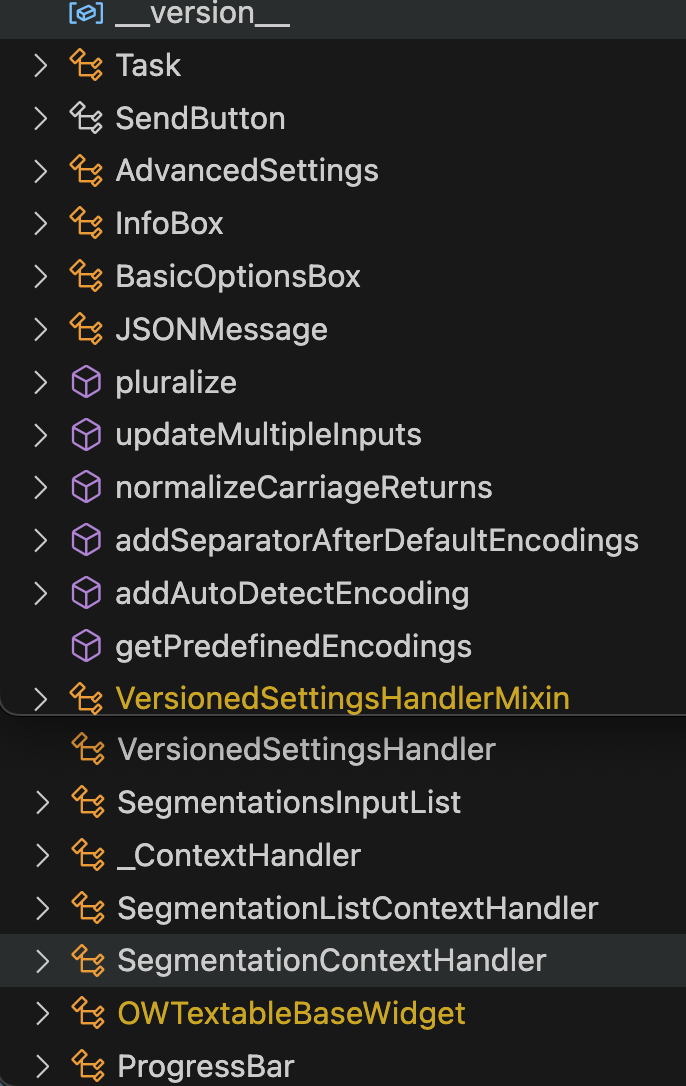 __version__
Task
SendButton
AdvancedSettings
InfoBox
BasicOptionsBox
JSONMessage
pluralize
updateMultipleInputs
normalizeCarriageReturns
addSeparatorAfterDefaultEncodings
addAutoDetectEncoding
getPredefinedEncodings
VersionedSettingsHandlerMixin
VersionedSettingsHandler
SegmentationsInputList
_ContextHandler
SegmentationListContextHandler
SegmentationContextHandler
OWTextableBaseWidget
ProgressBar